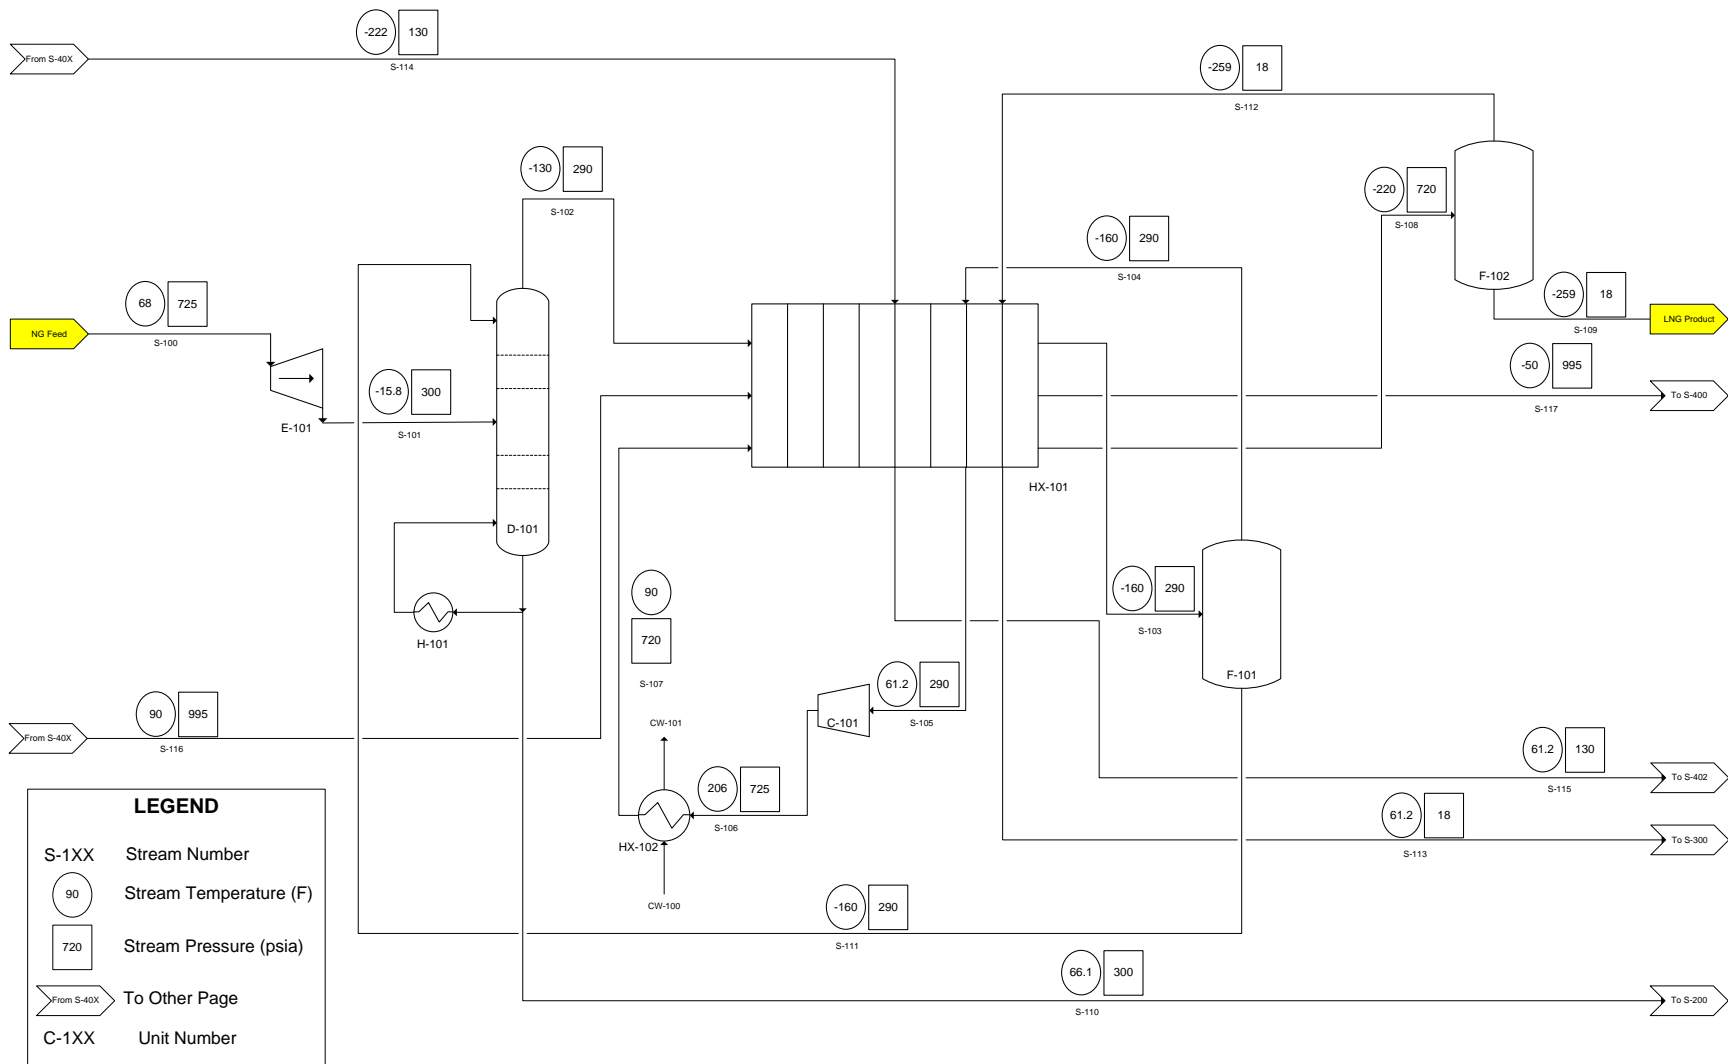 -222 130
From S-40X
S-114
-259 18
S-112
-130 290
S-102
-220 720
S-108
-160 290
S-104
F-102
68 725
NG Feed
S-100
-259 18
LNG Product
S-109
-15.8 300
E-101
S-101
-50 995
To S-400
S-117
HX-101
D-101
H-101
90
720
S-107
-160 290
S-103
F-101
61.2 290
C-101
S-105
90 995
From S-40X
S-116
CW-101
206 725
S-106
HX-102
CW-100
61.2 130
To S-402
S-115
61.2 18
To S-300
S-113
-160 290
S-111
66.1 300
To S-200
S-110
LEGEND
S-1XX Stream Number
90 Stream Temperature (F)
720 Stream Pressure (psia)
From S-40X To Other Page
C-1XX Unit Number